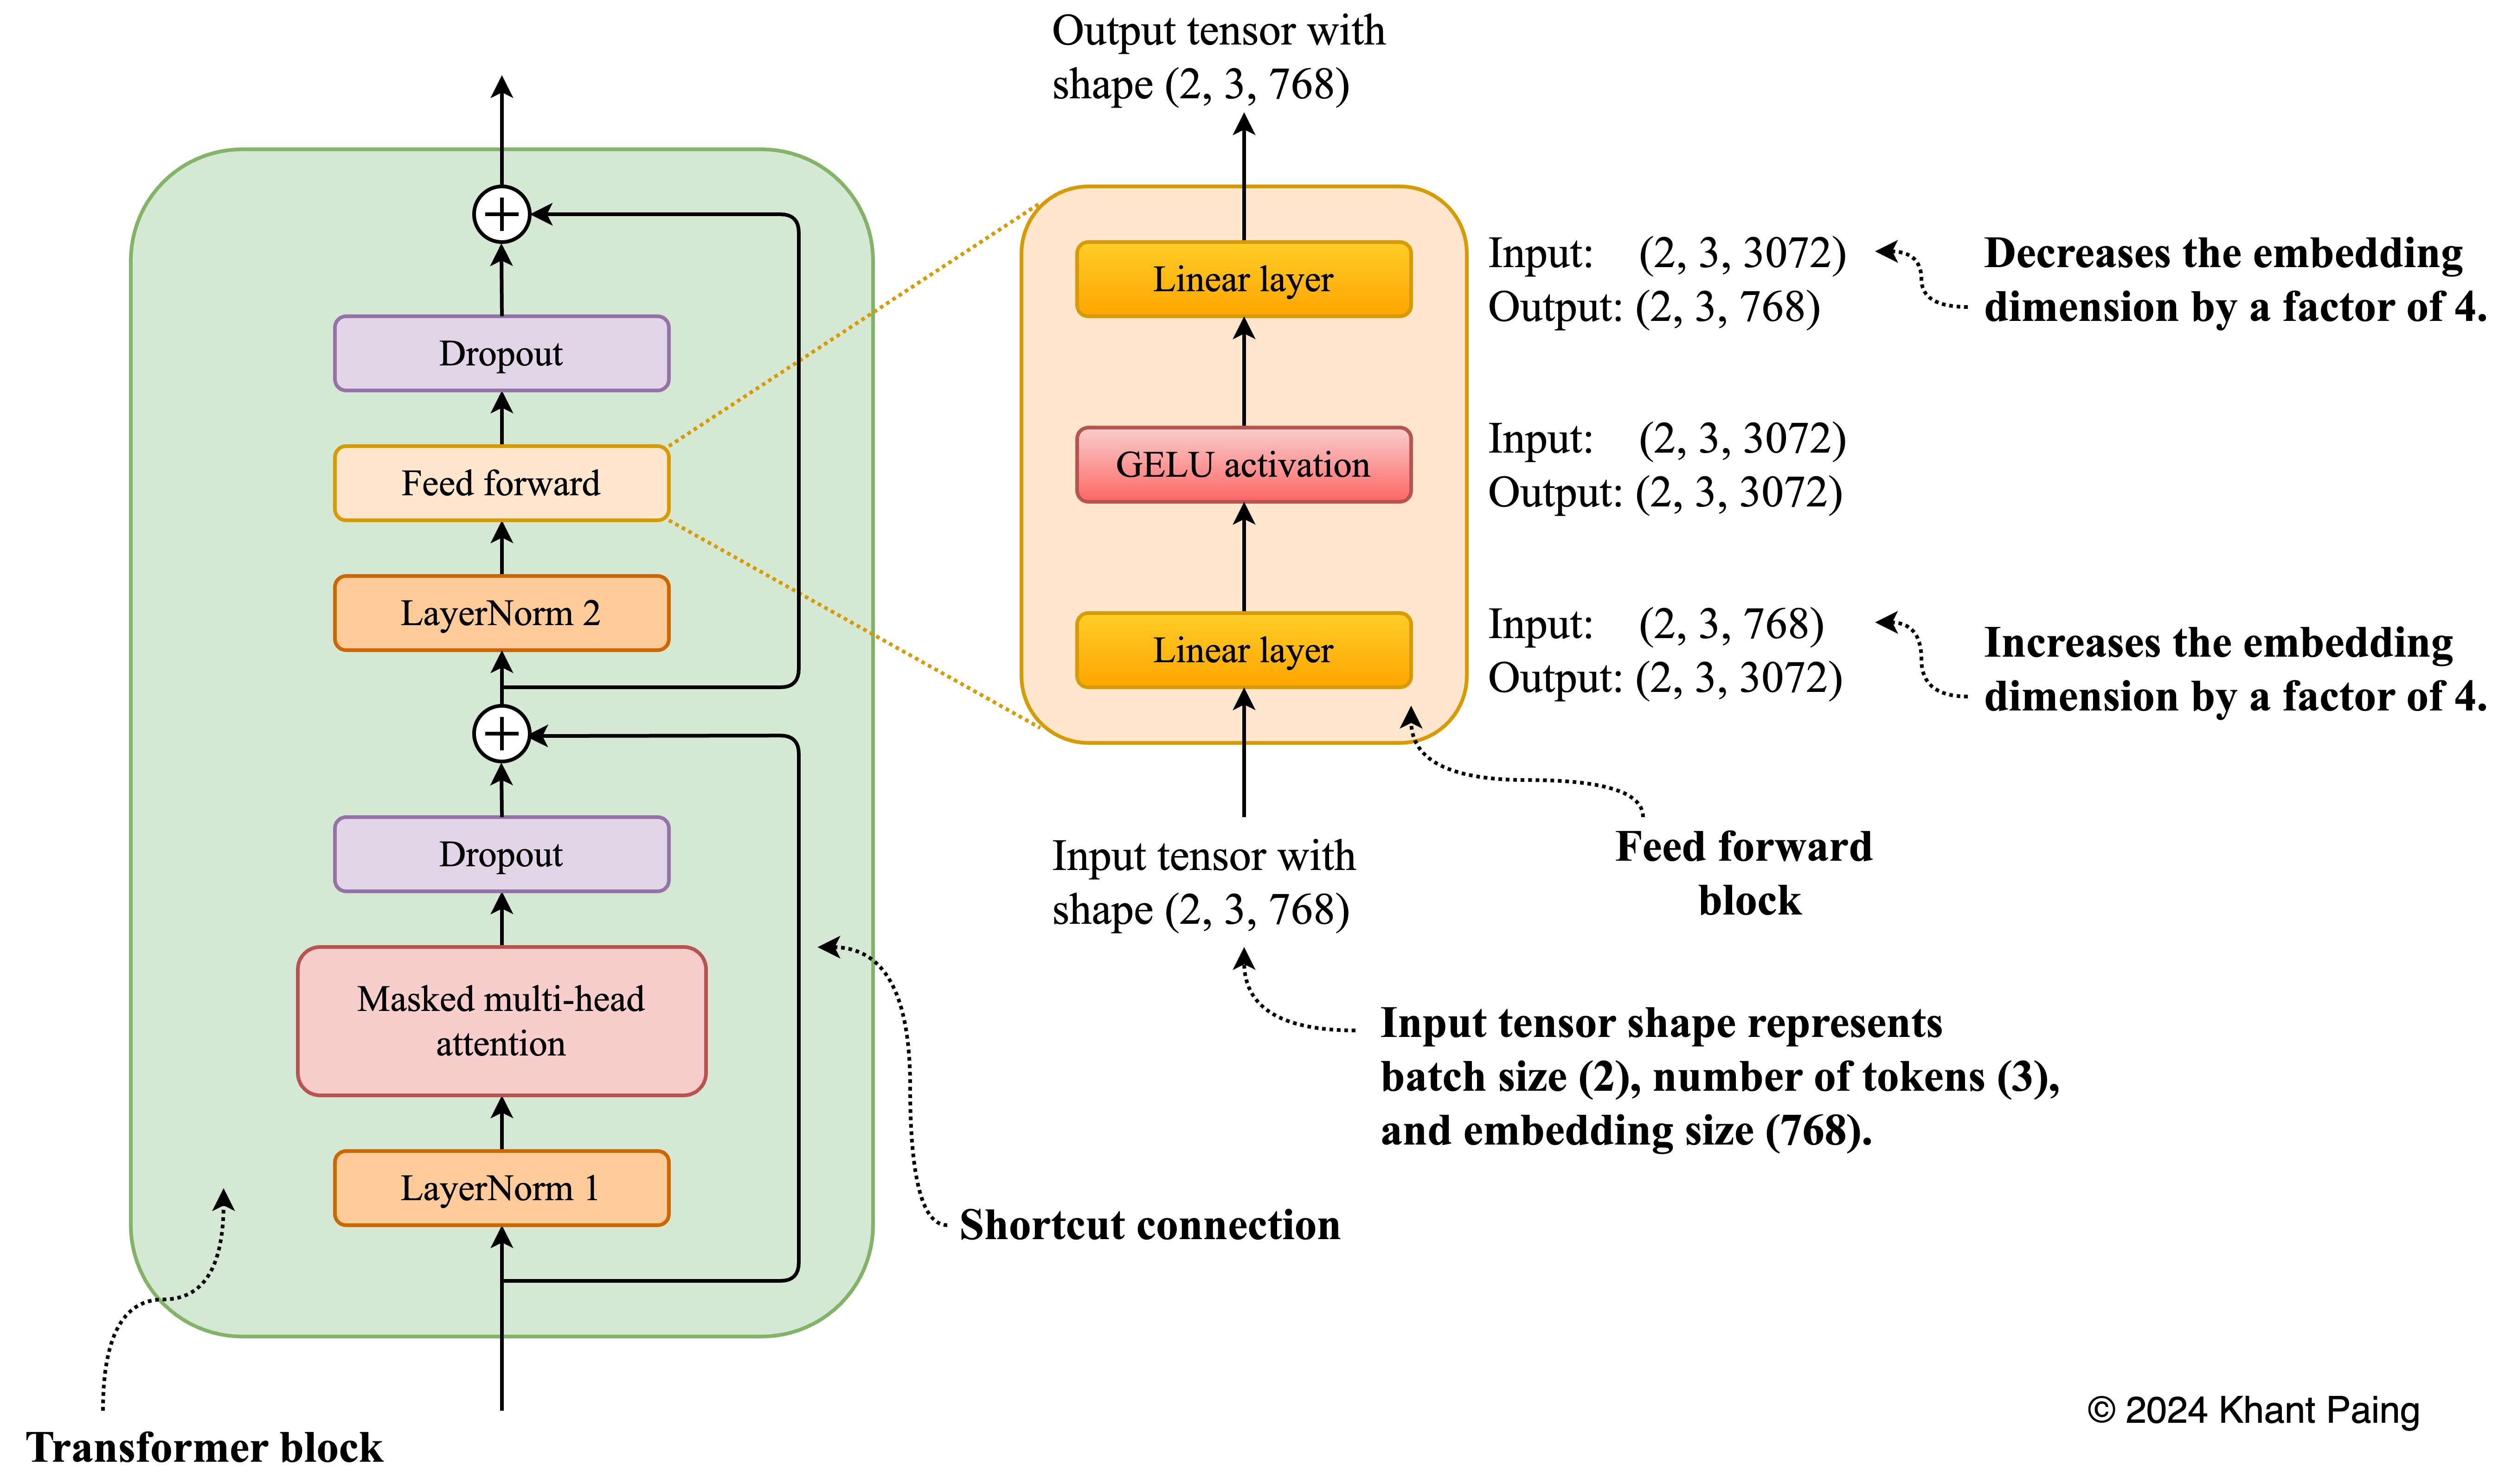 Output tensor with
shape (2, 3, 768)
Dropout
Feed forward
LayerNorm 2
Dropout
Masked multi-head
attention
LayerNorm 1
Transformer block
Linear layer
GELU activation
Linear layer
Input: (2, 3, 3072)
Output: (2, 3, 768)
Decreases the embedding
dimension by a factor of 4.
Input: (2, 3, 3072)
Output: (2, 3, 3072)
Input: (2, 3, 768)
Output: (2, 3, 3072)
Increases the embedding
dimension by a factor of 4.
Feed forward
block
Input tensor with
shape (2, 3, 768)
Input tensor shape represents
batch size (2), number of tokens (3),
and embedding size (768).
Shortcut connection
© 2024 Khant Paing